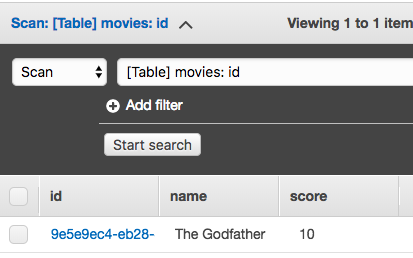 Scan: [Table] movies: id Viewing 1 to 1 item
Scan [Table] movies: id
Add filter
Start search
id name score
9e5e9ec4-eb28- The Godfather 10